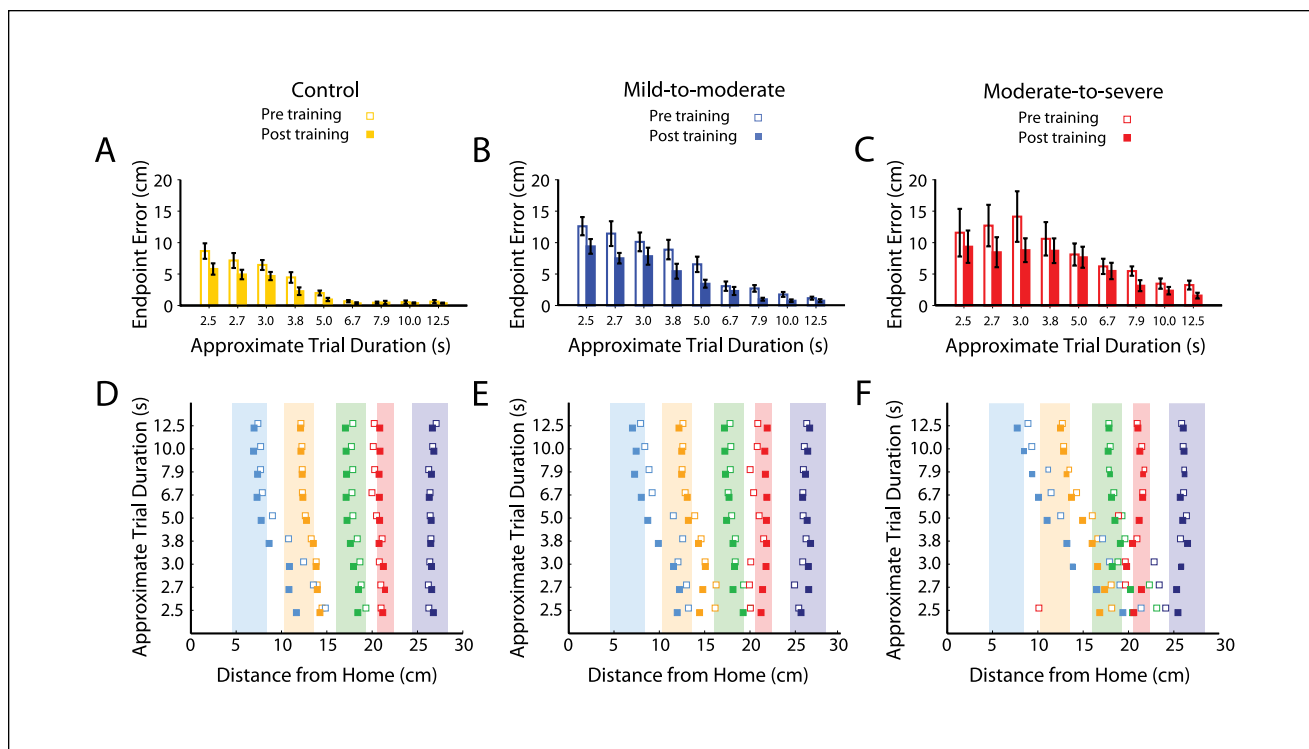 Control
Pre training
Post training
Mild-to-moderate
Pre training
Post training
Moderate-to-severe
Pre training
Post training
A
Endpoint Error (cm)
20
15
10
5
0
2.5 2.7 3.0 3.8 5.0 6.7 7.9 10.0 12.5
Approximate Trial Duration (s)
B
Endpoint Error (cm)
20
15
10
5
0
2.5 2.7 3.0 3.8 5.0 6.7 7.9 10.0 12.5
Approximate Trial Duration (s)
C
Endpoint Error (cm)
20
15
10
5
0
2.5 2.7 3.0 3.8 5.0 6.7 7.9 10.0 12.5
Approximate Trial Duration (s)
D
Approximate Trial Duration (s)
12.5
10.0
7.9
6.7
5.0
3.8
3.0
2.7
2.5
0 5 10 15 20 25 30
Distance from Home (cm)
E
Approximate Trial Duration (s)
12.5
10.0
7.9
6.7
5.0
3.8
3.0
2.7
2.5
0 5 10 15 20 25 30
Distance from Home (cm)
F
Approximate Trial Duration (s)
12.5
10.0
7.9
6.7
5.0
3.8
3.0
2.7
2.5
0 5 10 15 20 25 30
Distance from Home (cm)